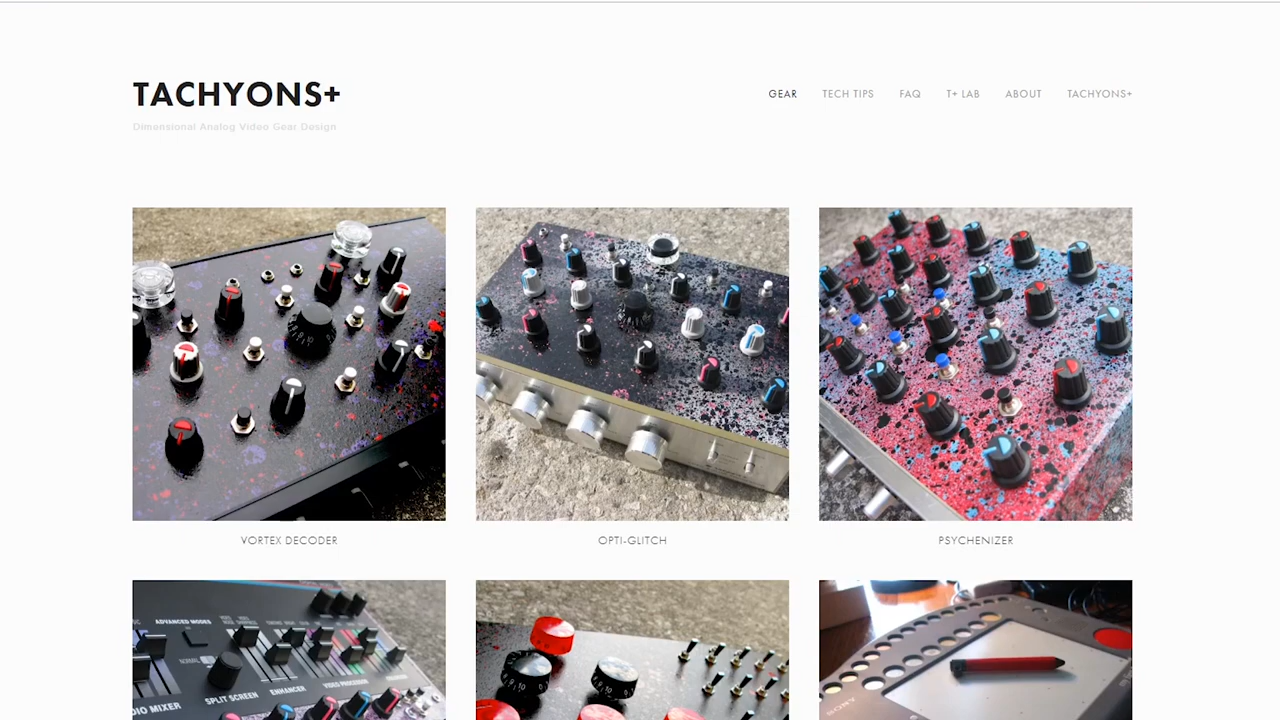 TACHYONS+
GEAR TECH TIPS FAQ T+ LAB ABOUT TACHYONS+
Dimensional Analog Video Gear Design
VORTEX DECODER
OPTI-GLITCH
PSYCHENIZER
ADVANCED MODES
NORMAL
SPLIT SCREEN
ENHANCER
VIDEO PROCESSOR
DIO MIXER